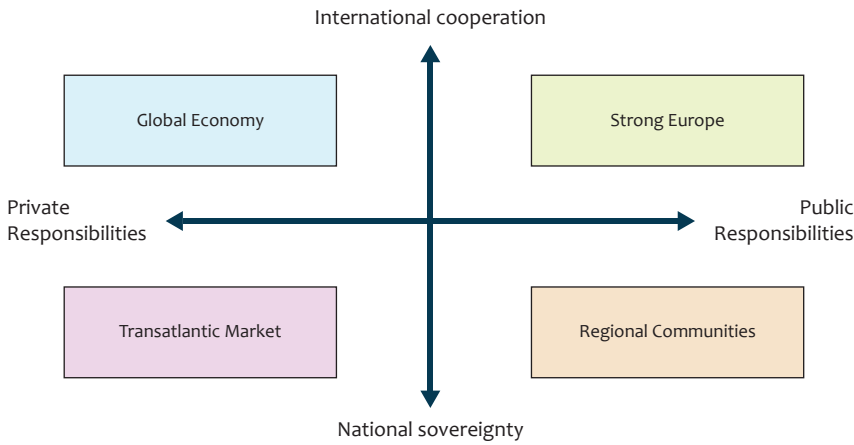 International cooperation
Global Economy
Strong Europe
Private
Responsibilities
Public
Responsibilities
Transatlantic Market
Regional Communities
National sovereignty